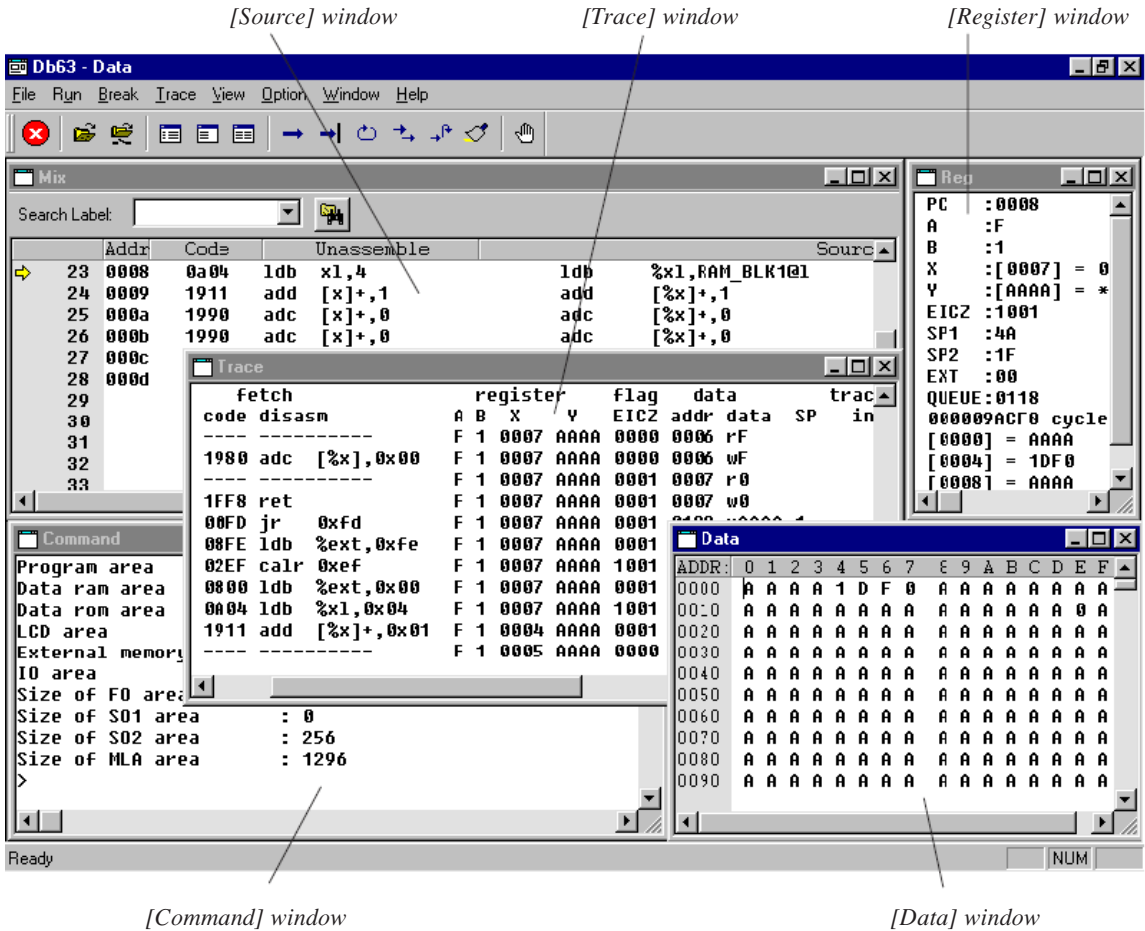 [Source] window [Trace] window [Register] window
Db63 - Data
File Run Break Trace View Option Window Help
Mix
Search Label:
Addr Code Unassemble Sourc
23 0008 0a04 ldb xl,4 ldb %xl,RAM_BLK1@l
24 0009 1911 add [x]+,1 add [%x]+,1
25 000a 1990 adc [x]+,0 adc [%x]+,0
26 000b 1990 adc [x]+,0 adc [%x]+,0
27 000c
28 000d
29
30
31
32
33
Reg
PC :0008
A :F
B :1
X :[0007] = 0
Y :[AAAA] = *
EICZ :1001
SP1 :4A
SP2 :1F
EXT :00
QUEUE:0118
000009ACF0 cycle
[0000] = AAAA
[0004] = 1DF0
[0008] = AAAA
Trace
fetch register flag data trac
code disasm A B X Y EICZ addr data SP in
---- ---------- F 1 0007 AAAA 0000 0006 rF
1980 adc [%x],0x00 F 1 0007 AAAA 0000 0006 wF
---- ---------- F 1 0007 AAAA 0001 0007 r0
1FF8 ret F 1 0007 AAAA 0001 0007 w0
00FD jr 0xfd F 1 0007 AAAA 0001
08FE ldb %ext,0xfe F 1 0007 AAAA 0001
02EF calr 0xef F 1 0007 AAAA 1001
0800 ldb %ext,0x00 F 1 0007 AAAA 0001
0A04 ldb %xl,0x04 F 1 0007 AAAA 1001
1911 add [%x]+,0x01 F 1 0004 AAAA 0001
---- ---------- F 1 0005 AAAA 0000
Command
Program area
Data ram area
Data rom area
LCD area
External memory
IO area
Size of FO area
Size of SO1 area : 0
Size of SO2 area : 256
Size of MLA area : 1296
>
Data
ADDR: 0 1 2 3 4 5 6 7 8 9 A B C D E F
0000 A A A A 1 D F 0 A A A A A A A A
0010 A A A A A A A A A A A A A A 0 A
0020 A A A A A A A A A A A A A A A A
0030 A A A A A A A A A A A A A A A A
0040 A A A A A A A A A A A A A A A A
0050 A A A A A A A A A A A A A A A A
0060 A A A A A A A A A A A A A A A A
0070 A A A A A A A A A A A A A A A A
0080 A A A A A A A A A A A A A A A A
0090 A A A A A A A A A A A A A A A A
Ready NUM
[Command] window [Data] window